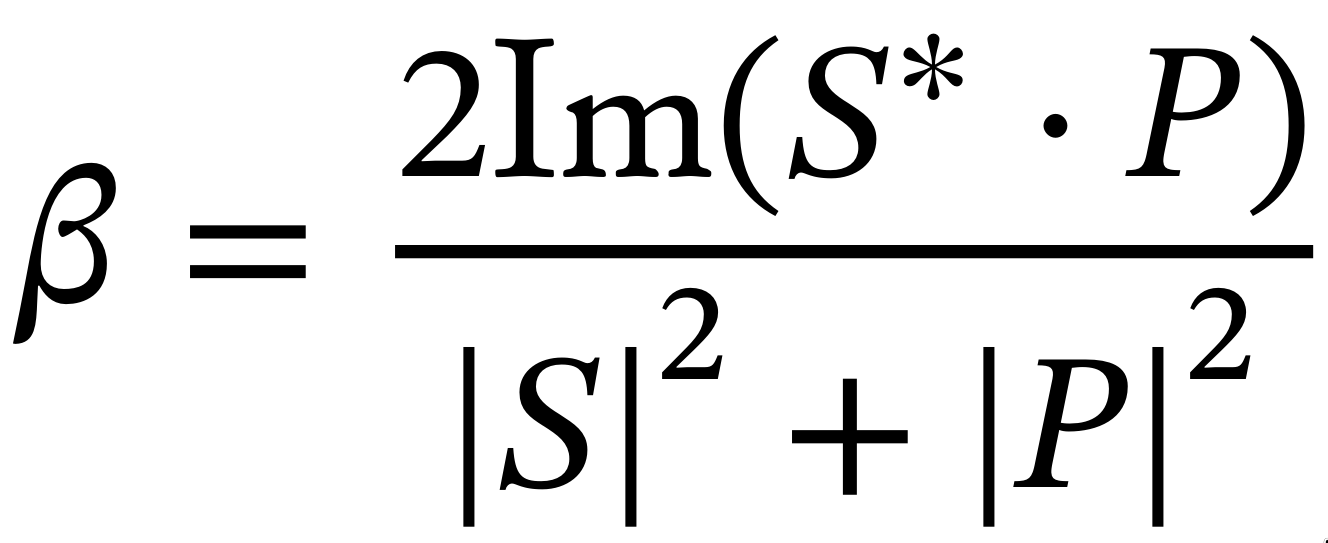 β = 2Im(S* · P) / |S|² + |P|²